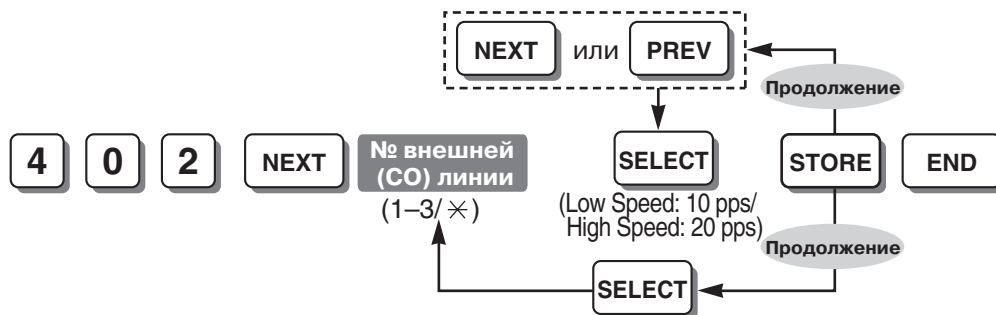 NEXT или PREV
Продолжение
4 0 2 NEXT № внешней (CO) линии SELECT STORE END
(1–3/✳)
(Low Speed: 10 pps/
High Speed: 20 pps)
Продолжение
SELECT